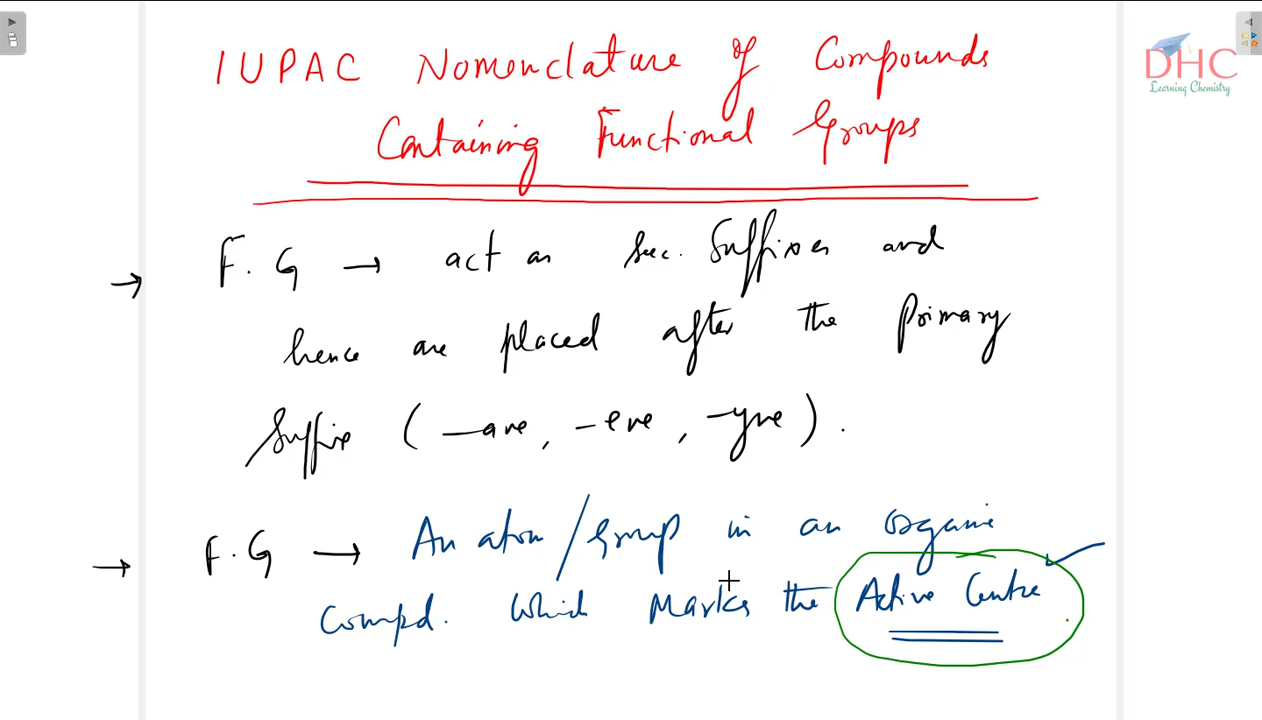 IUPAC Nomenclature of Compounds
Containing Functional Groups
DHC
Learning Chemistry
→ F. G → act as sec. Suffixes and
hence are placed after the Primary
Suffix ( –ane, –ene, –yne ) .
→ F. G → An atom / Group in an organic
Compd. Which Marks the Active Centre